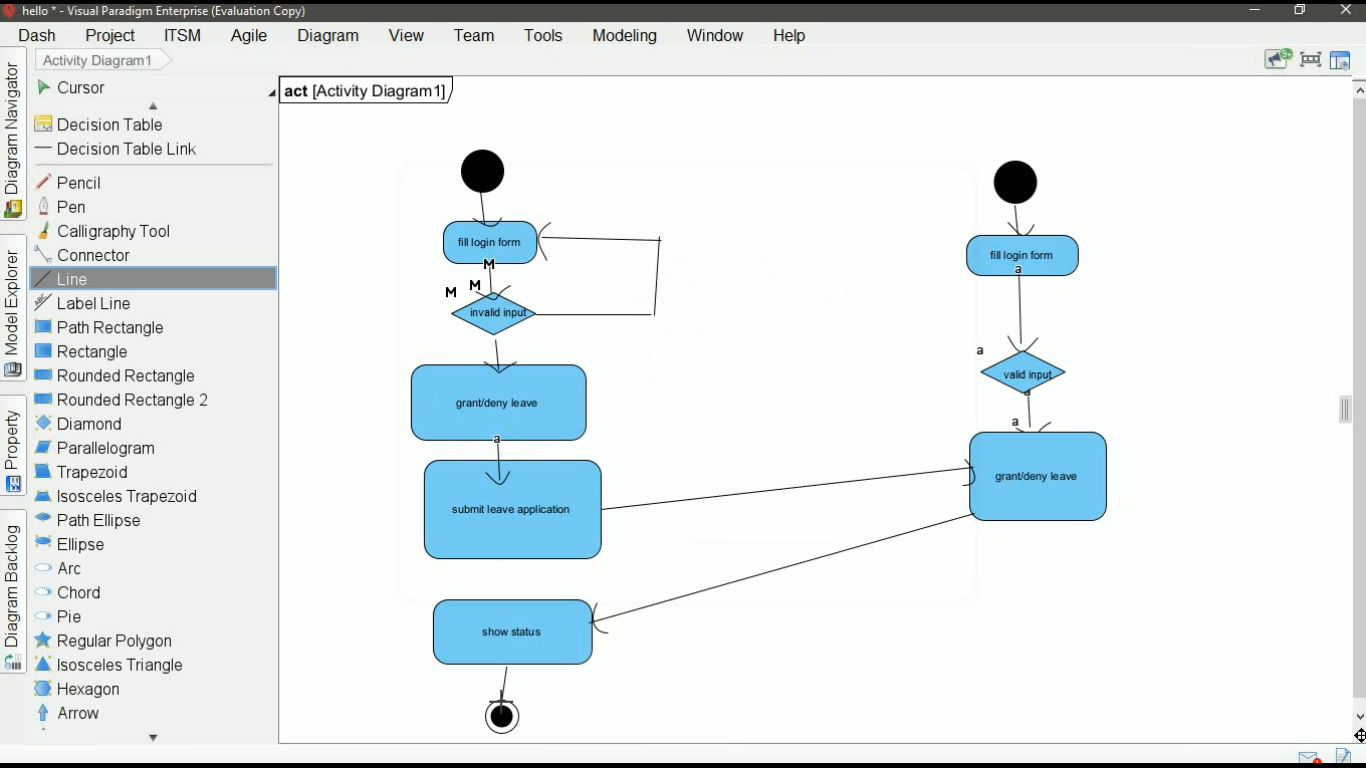 hello * - Visual Paradigm Enterprise (Evaluation Copy)
Dash Project ITSM Agile Diagram View Team Tools Modeling Window Help
Activity Diagram1
Diagram Navigator
Model Explorer
Property
Diagram Backlog
Cursor
Decision Table
Decision Table Link
Pencil
Pen
Calligraphy Tool
Connector
Line
Label Line
Path Rectangle
Rectangle
Rounded Rectangle
Rounded Rectangle 2
Diamond
Parallelogram
Trapezoid
Isosceles Trapezoid
Path Ellipse
Ellipse
Arc
Chord
Pie
Regular Polygon
Isosceles Triangle
Hexagon
Arrow
act [Activity Diagram1]
fill login form
M
M M
invalid input
grant/deny leave
a
submit leave application
show status
fill login form
a
a
valid input
a
a
grant/deny leave